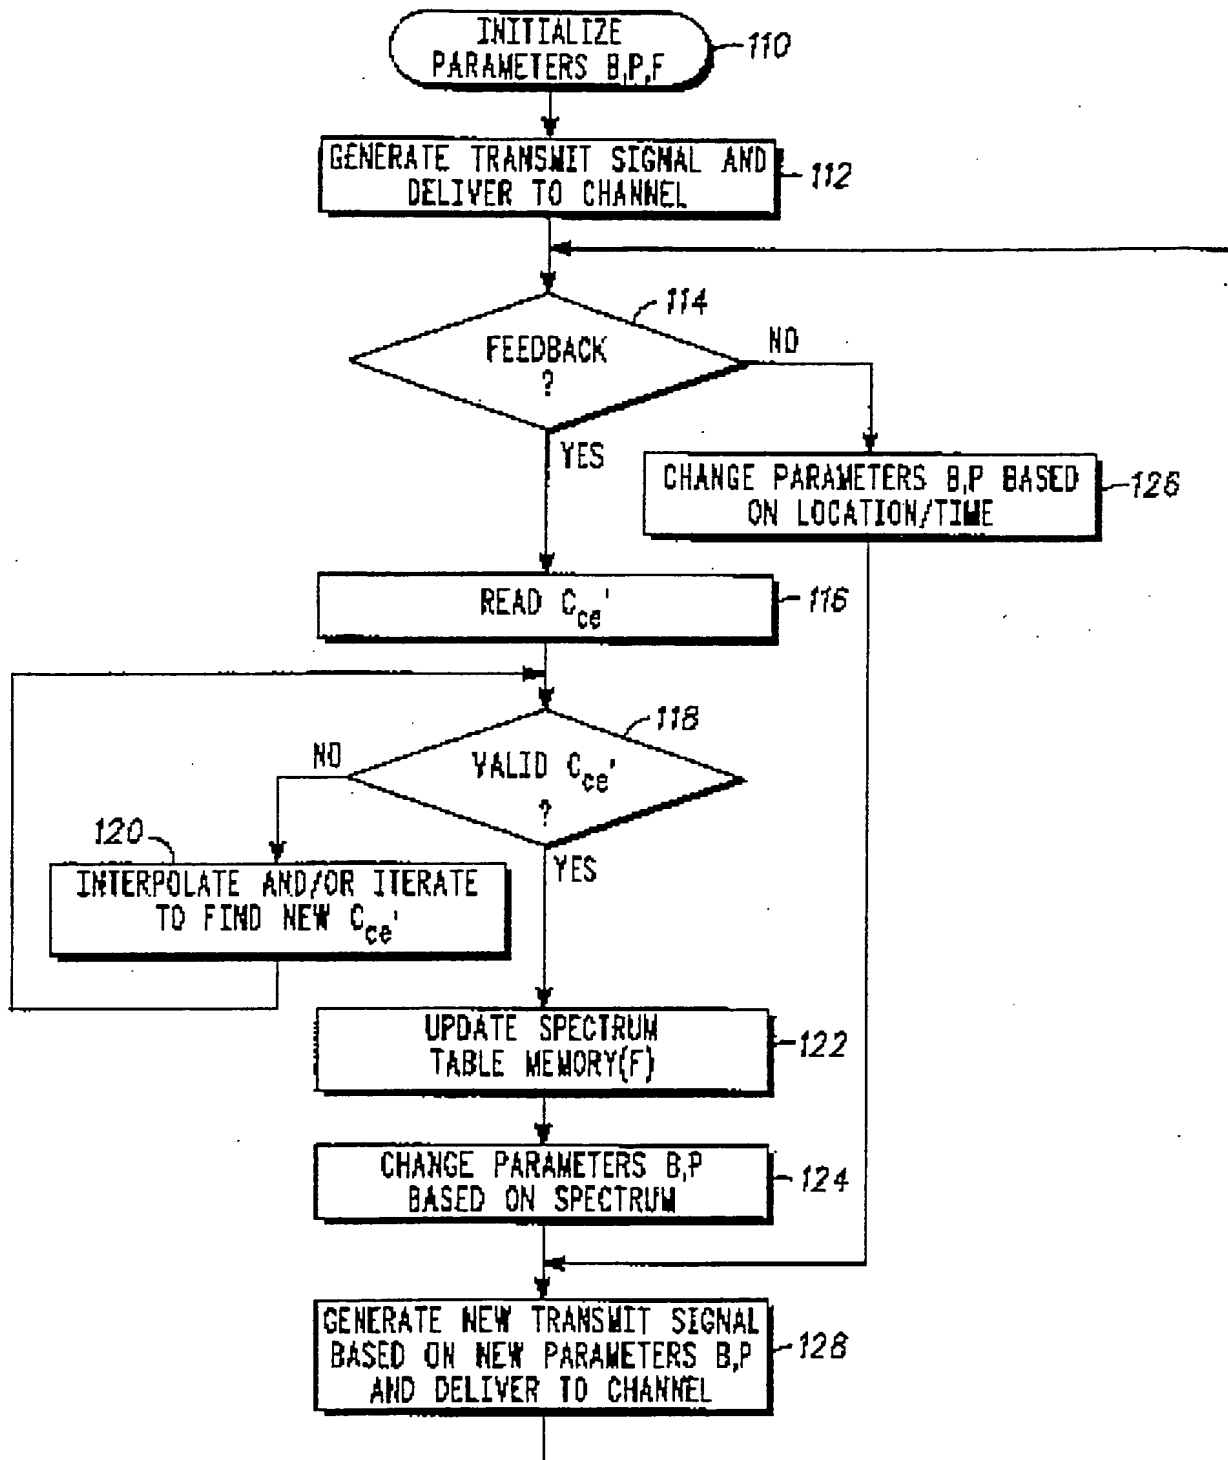 INITIALIZE
PARAMETERS B,P,F
110
GENERATE TRANSMIT SIGNAL AND
DELIVER TO CHANNEL
112
114
FEEDBACK
?
NO
YES
CHANGE PARAMETERS B,P BASED
ON LOCATION/TIME
126
READ Cce'
116
118
NO
VALID Cce'
?
YES
120
INTERPOLATE AND/OR ITERATE
TO FIND NEW Cce'
UPDATE SPECTRUM
TABLE MEMORY(F)
122
CHANGE PARAMETERS B,P
BASED ON SPECTRUM
124
GENERATE NEW TRANSMIT SIGNAL
BASED ON NEW PARAMETERS B,P
AND DELIVER TO CHANNEL
128